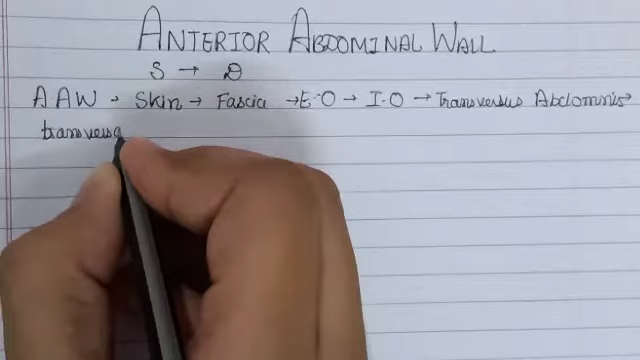 ANTERIOR ABDOMINAL WALL
S → D
AAW - Skin → Fascia → E-O → I-O → Transversus Abdominis →
transversa